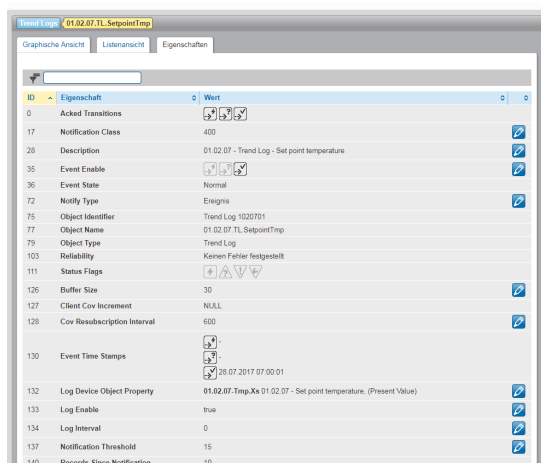 Trend Logs 01.02.07.TL.SetpointTmp
Graphische Ansicht Listenansicht Eigenschaften
ID Eigenschaft Wert
0 Acked Transitions
17 Notification Class 400
28 Description 01.02.07 - Trend Log - Set point temperature
35 Event Enable
36 Event State Normal
72 Notify Type Ereignis
75 Object Identifier Trend Log 1020701
77 Object Name 01.02.07.TL.SetpointTmp
79 Object Type Trend Log
103 Reliability Keinen Fehler festgestellt
111 Status Flags
126 Buffer Size 30
127 Client Cov Increment NULL
128 Cov Resubscription Interval 600
-
-
130 Event Time Stamps
28.07.2017 07:00:01
132 Log Device Object Property 01.02.07-Tmp.Xs 01.02.07 - Set point temperature, (Present Value)
133 Log Enable true
134 Log Interval 0
137 Notification Threshold 15
140 Records Since Notification 10